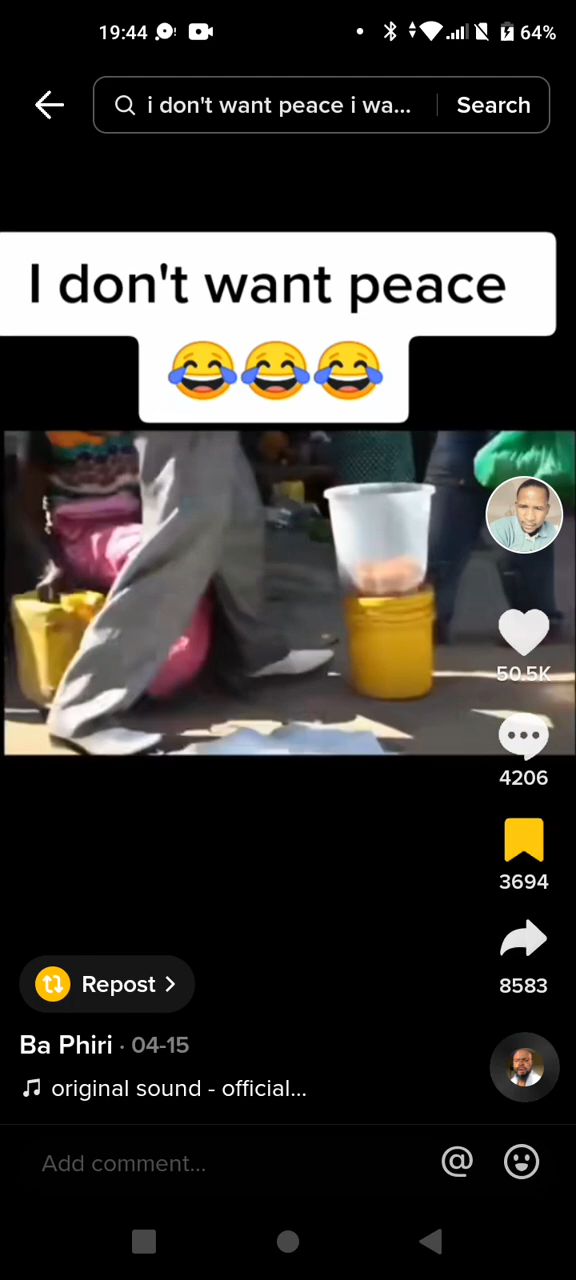 19:44
64%
i don't want peace i wa...
Search
I don't want peace
😂😂😂
50.5K
4206
3694
8583
Repost
Ba Phiri · 04-15
original sound - official...
Add comment...
@